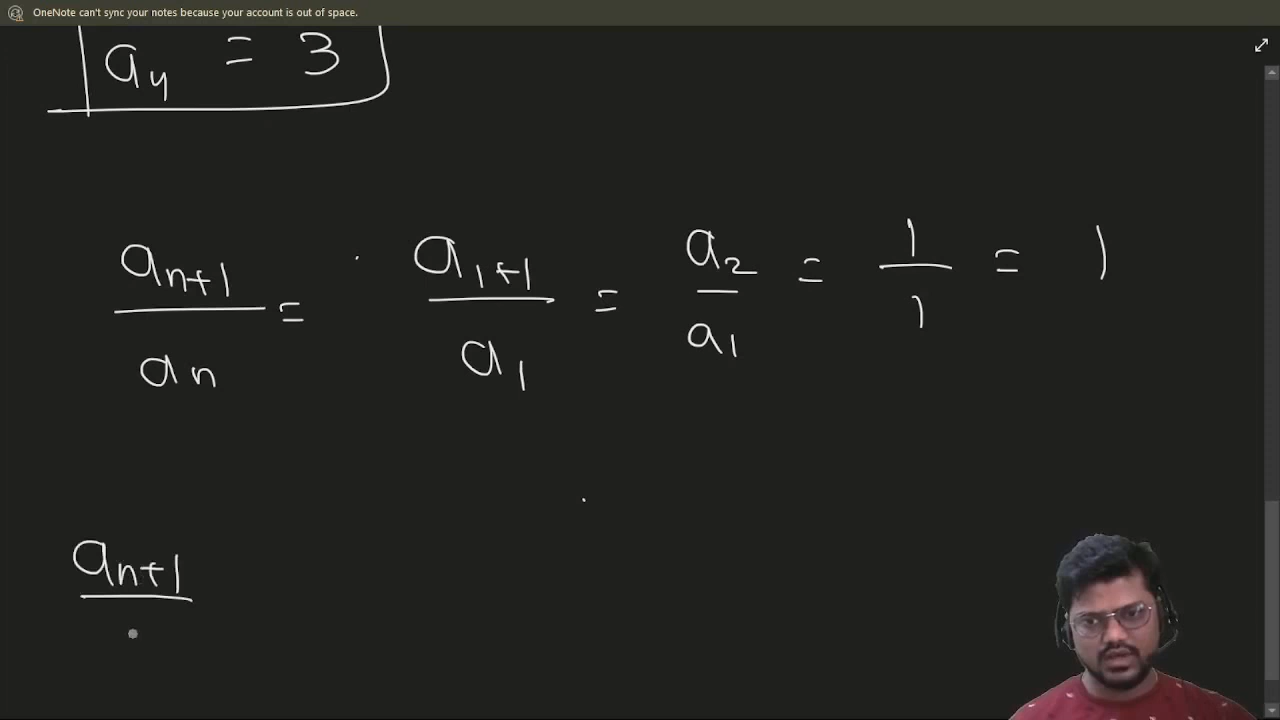 OneNote can't sync your notes because your account is out of space.
a₄ = 3
aₙ₊₁ / aₙ = a₁₊₁ / a₁ = a₂ / a₁ = 1 / 1 = 1
aₙ₊₁